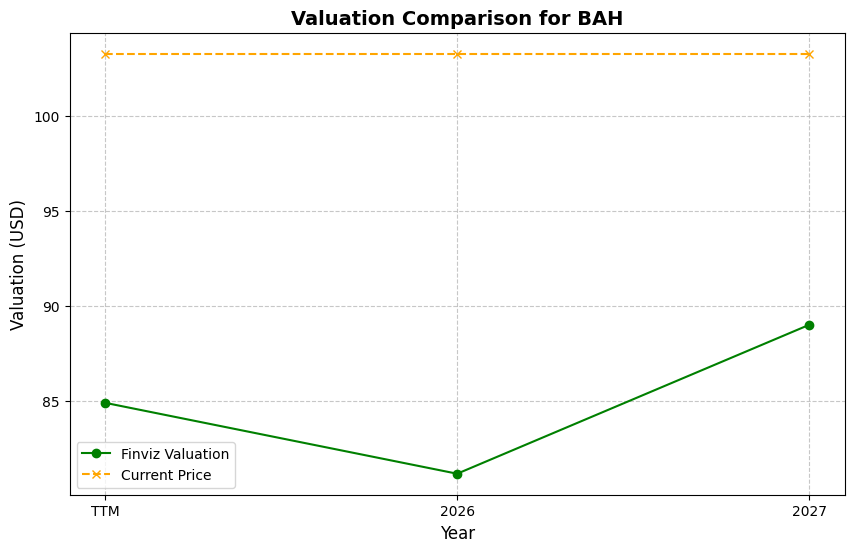 Valuation Comparison for BAH
Valuation (USD)
100
95
90
85
Finviz Valuation
Current Price
TTM
2026
2027
Year